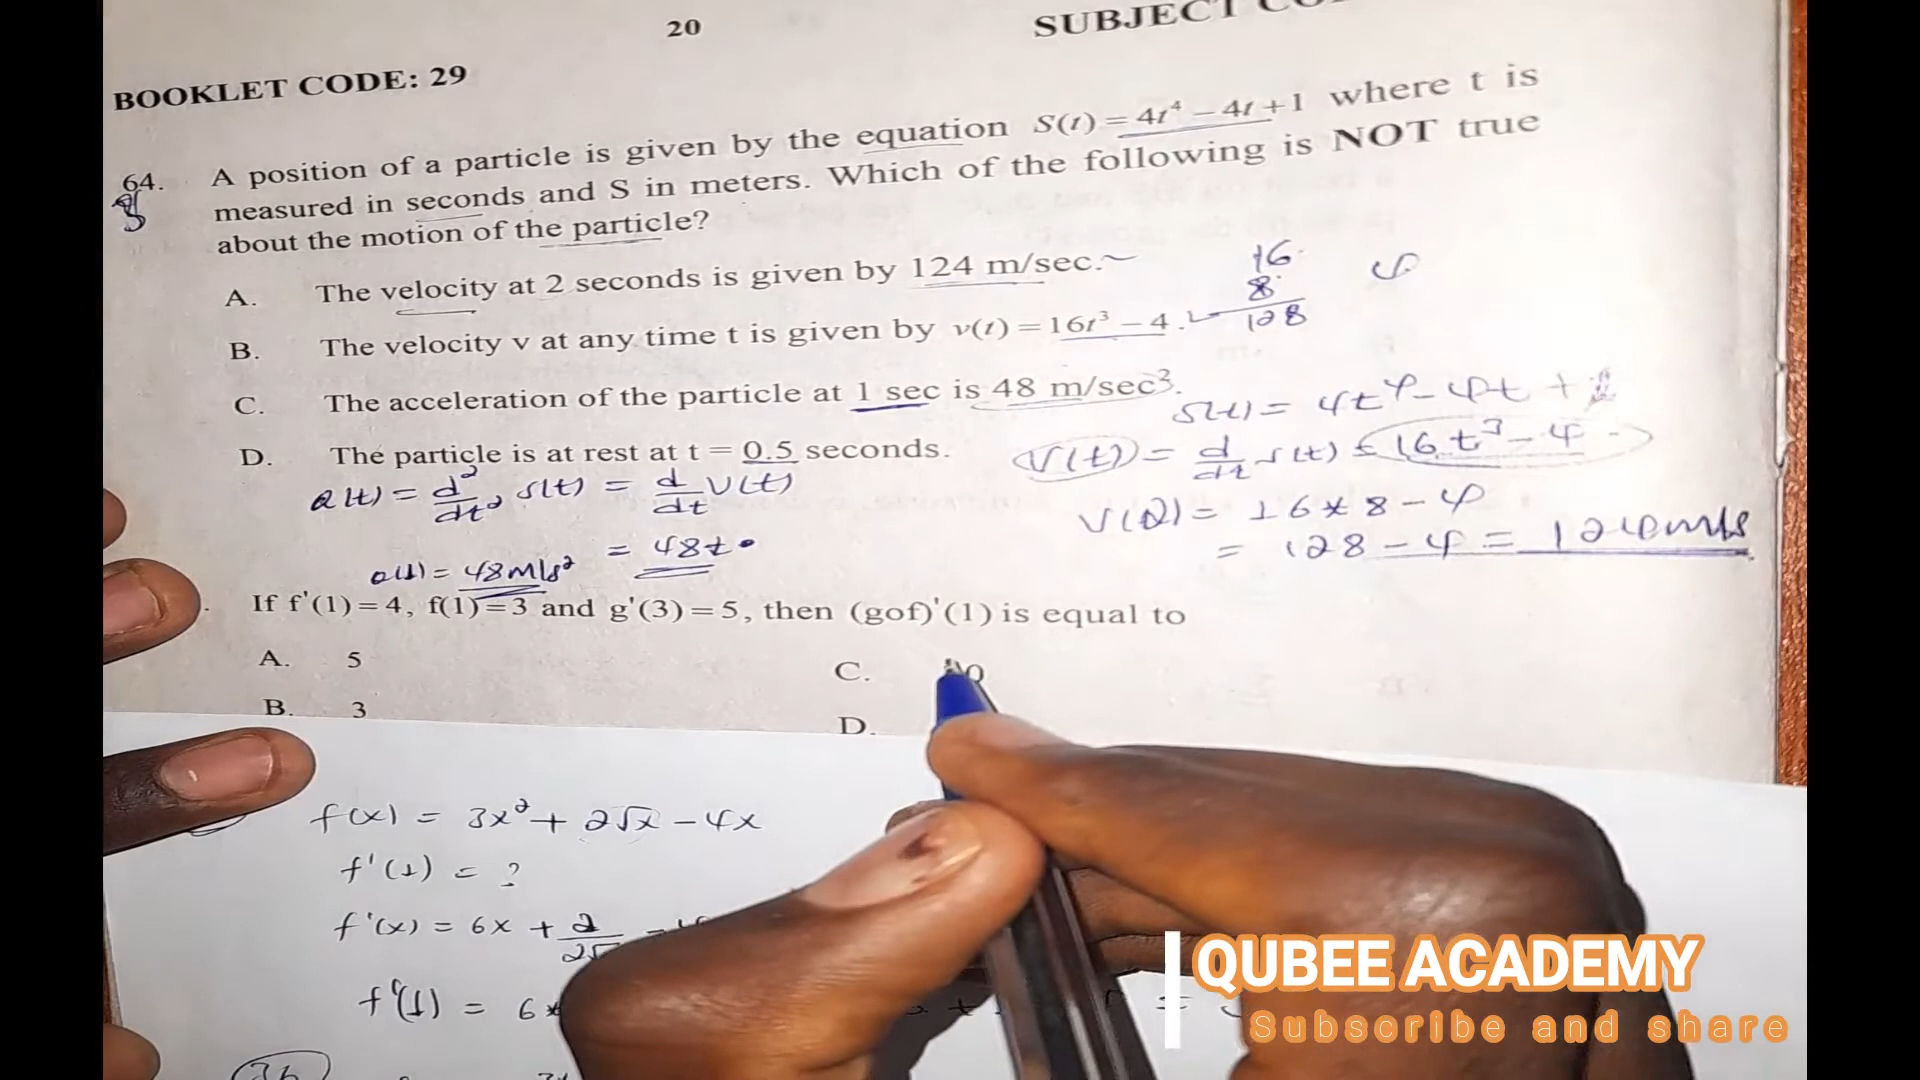 20
SUBJECT
BOOKLET CODE: 29
64. A position of a particle is given by the equation S(t) = 4t⁴ − 4t + 1 where t is
measured in seconds and S in meters. Which of the following is NOT true
about the motion of the particle?
A. The velocity at 2 seconds is given by 124 m/sec.
16
8
128
B. The velocity v at any time t is given by v(t) = 16t³ − 4.
C. The acceleration of the particle at 1 sec is 48 m/sec².
S(t) = 4t⁴ − 4t +
D. The particle is at rest at t = 0.5 seconds.
V(t) = d/dt S(t) = 16t³ − 4
a(t) = d²/dt² S(t) = d/dt V(t)
V(2) = 16 * 8 − 4
= 48t
= 128 − 4 = 124m/s
a(1) = 48m/s²
If f'(1) = 4, f(1) = 3 and g'(3) = 5, then (gof)'(1) is equal to
A. 5
C.
B. 3
D.
f(x) = 3x² + 2√x − 4x
f'(1) = ?
f'(x) = 6x + 2
f'(1) = 6
QUBEE ACADEMY
Subscribe and share